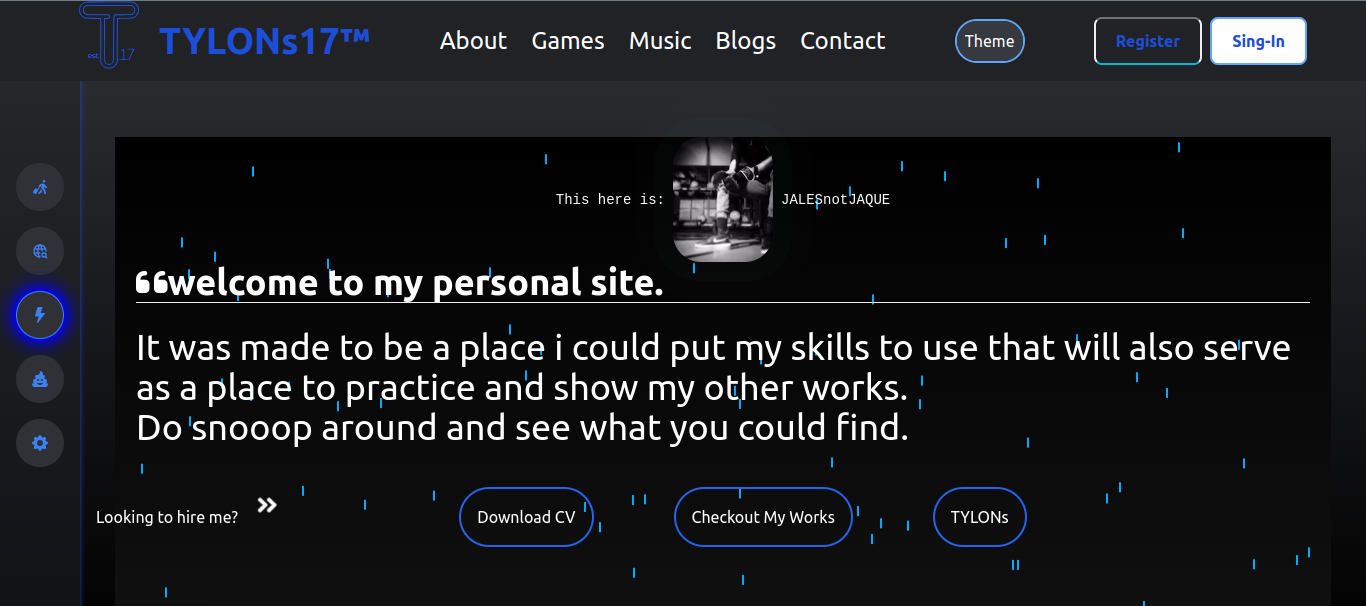 T
17
TYLONs17™
About Games Music Blogs Contact
Theme
Register
Sing-In
This here is: JALESnotJAQUE
❝welcome to my personal site.
It was made to be a place i could put my skills to use that will also serve
as a place to practice and show my other works.
Do snooop around and see what you could find.
Looking to hire me? »
Download CV
Checkout My Works
TYLONs